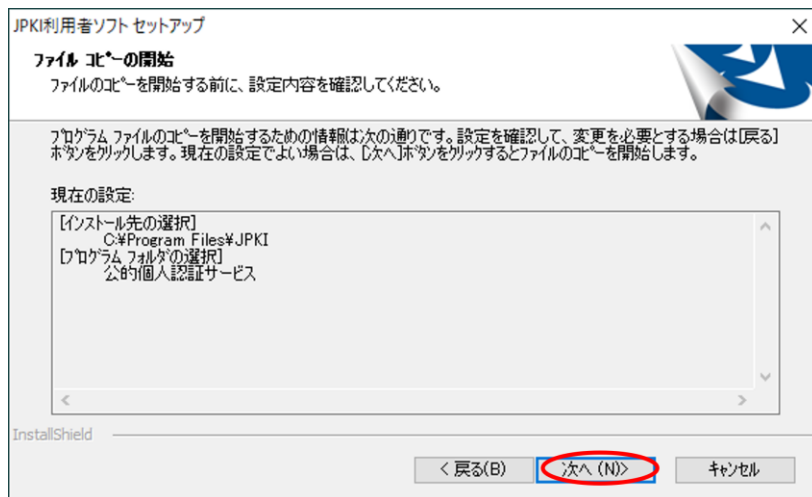 JPKI利用者ソフト セットアップ
ファイル コピーの開始
ファイルのコピーを開始する前に、設定内容を確認してください。
プログラム ファイルのコピーを開始するための情報は次の通りです。設定を確認して、変更を必要とする場合は[戻る]
ボタンをクリックします。現在の設定でよい場合は、[次へ]ボタンをクリックするとファイルのコピーを開始します。
現在の設定:
[インストール先の選択]
C:¥Program Files¥JPKI
[プログラム フォルダの選択]
公的個人認証サービス
InstallShield
< 戻る(B)
次へ (N)>
キャンセル